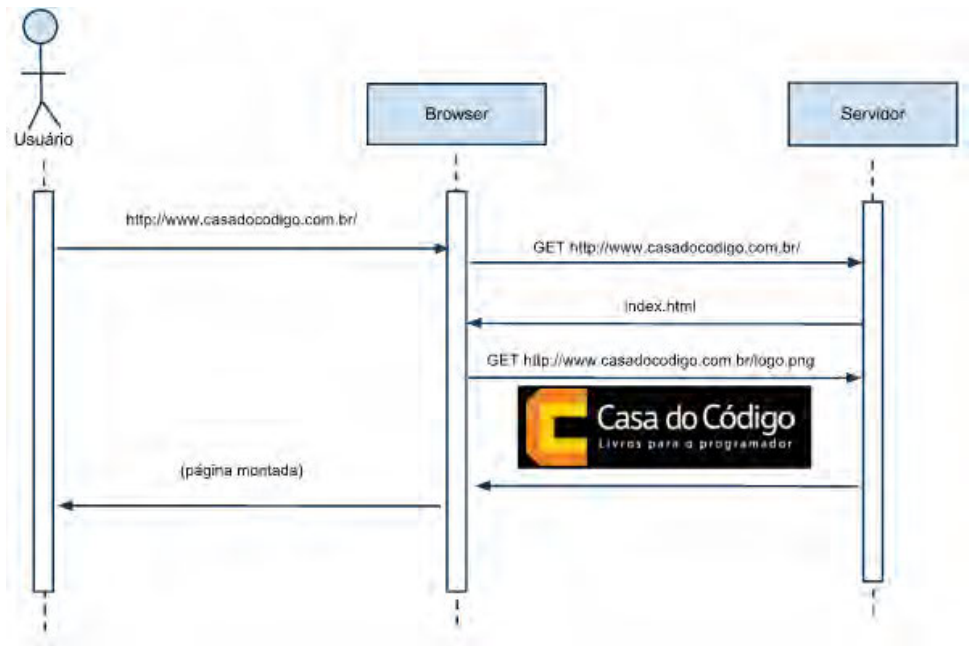 Browser
Servidor
Usuário
http://www.casadocodigo.com.br/
GET http://www.casadocodigo.com.br/
index.html
GET http://www.casadocodigo.com.br/logo.png
Casa do Código
Livros para o programador
(página montada)